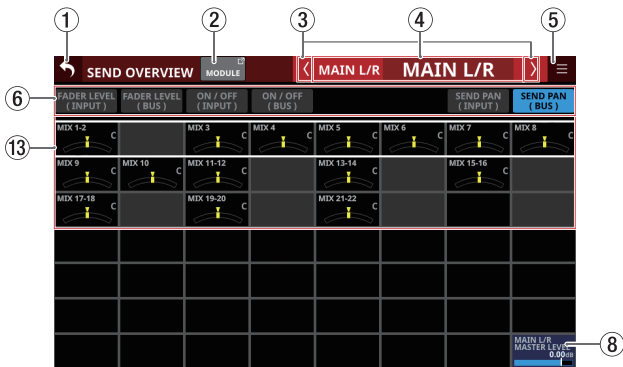 1 2 3 4 5
SEND OVERVIEW MODULE MAIN L/R MAIN L/R
6
FADER LEVEL FADER LEVEL ON / OFF ON / OFF SEND PAN SEND PAN
( INPUT ) ( BUS ) ( INPUT ) ( BUS ) ( INPUT ) ( BUS )
13
MIX 1-2 MIX 3 MIX 4 MIX 5 MIX 6 MIX 7 MIX 8
C C C C C C C
MIX 9 MIX 10 MIX 11-12 MIX 13-14 MIX 15-16
C C C C C
MIX 17-18 MIX 19-20 MIX 21-22
C C C
MAIN L/R
MASTER LEVEL
0.00dB
8